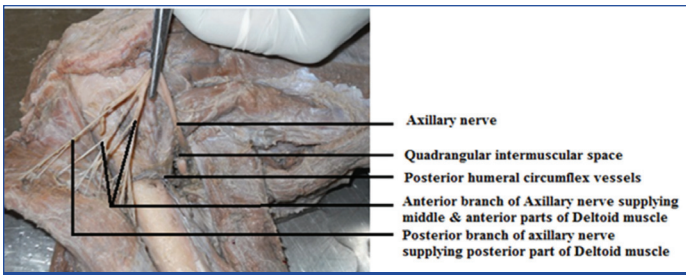 Axillary nerve
Quadrangular intermuscular space
Posterior humeral circumflex vessels
Anterior branch of Axillary nerve supplying
middle & anterior parts of Deltoid muscle
Posterior branch of axillary nerve
supplying posterior part of Deltoid muscle